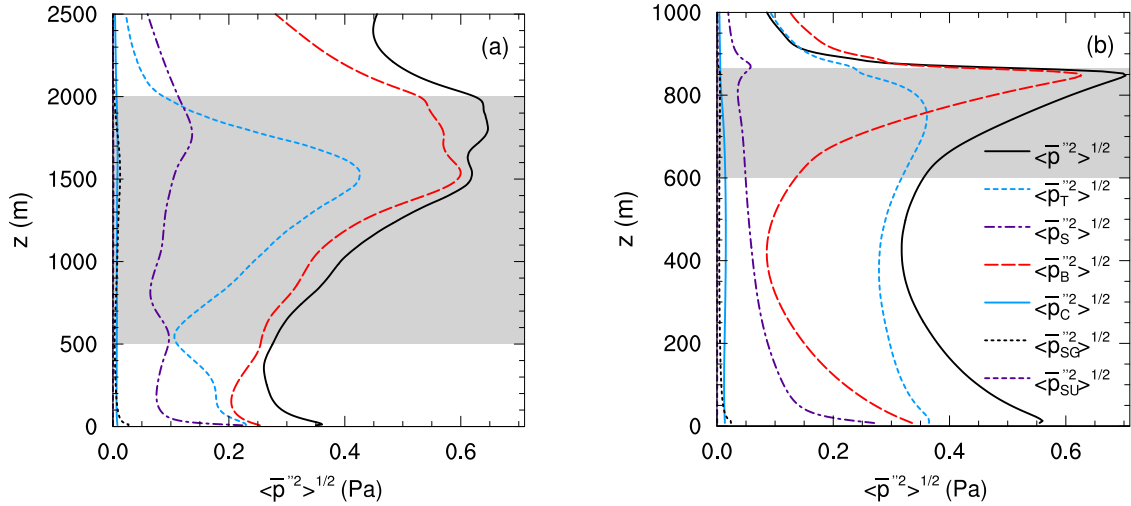 (a)
2500
2000
1500
1000
500
0
z (m)
0.0 0.2 0.4 0.6
<p̅"²>¹/² (Pa)
(b)
1000
800
600
400
200
0
z (m)
<p̅"²>¹/²
<p̅_T"²>¹/²
<p̅_S"²>¹/²
<p̅_B"²>¹/²
<p̅_C"²>¹/²
<p̅_SG"²>¹/²
<p̅_SU"²>¹/²
0.0 0.2 0.4 0.6
<p̅"²>¹/² (Pa)